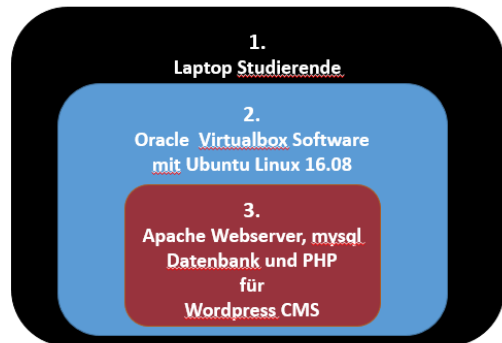 1.
Laptop Studierende
2.
Oracle Virtualbox Software
mit Ubuntu Linux 16.08
3.
Apache Webserver, mysql
Datenbank und PHP
für
Wordpress CMS